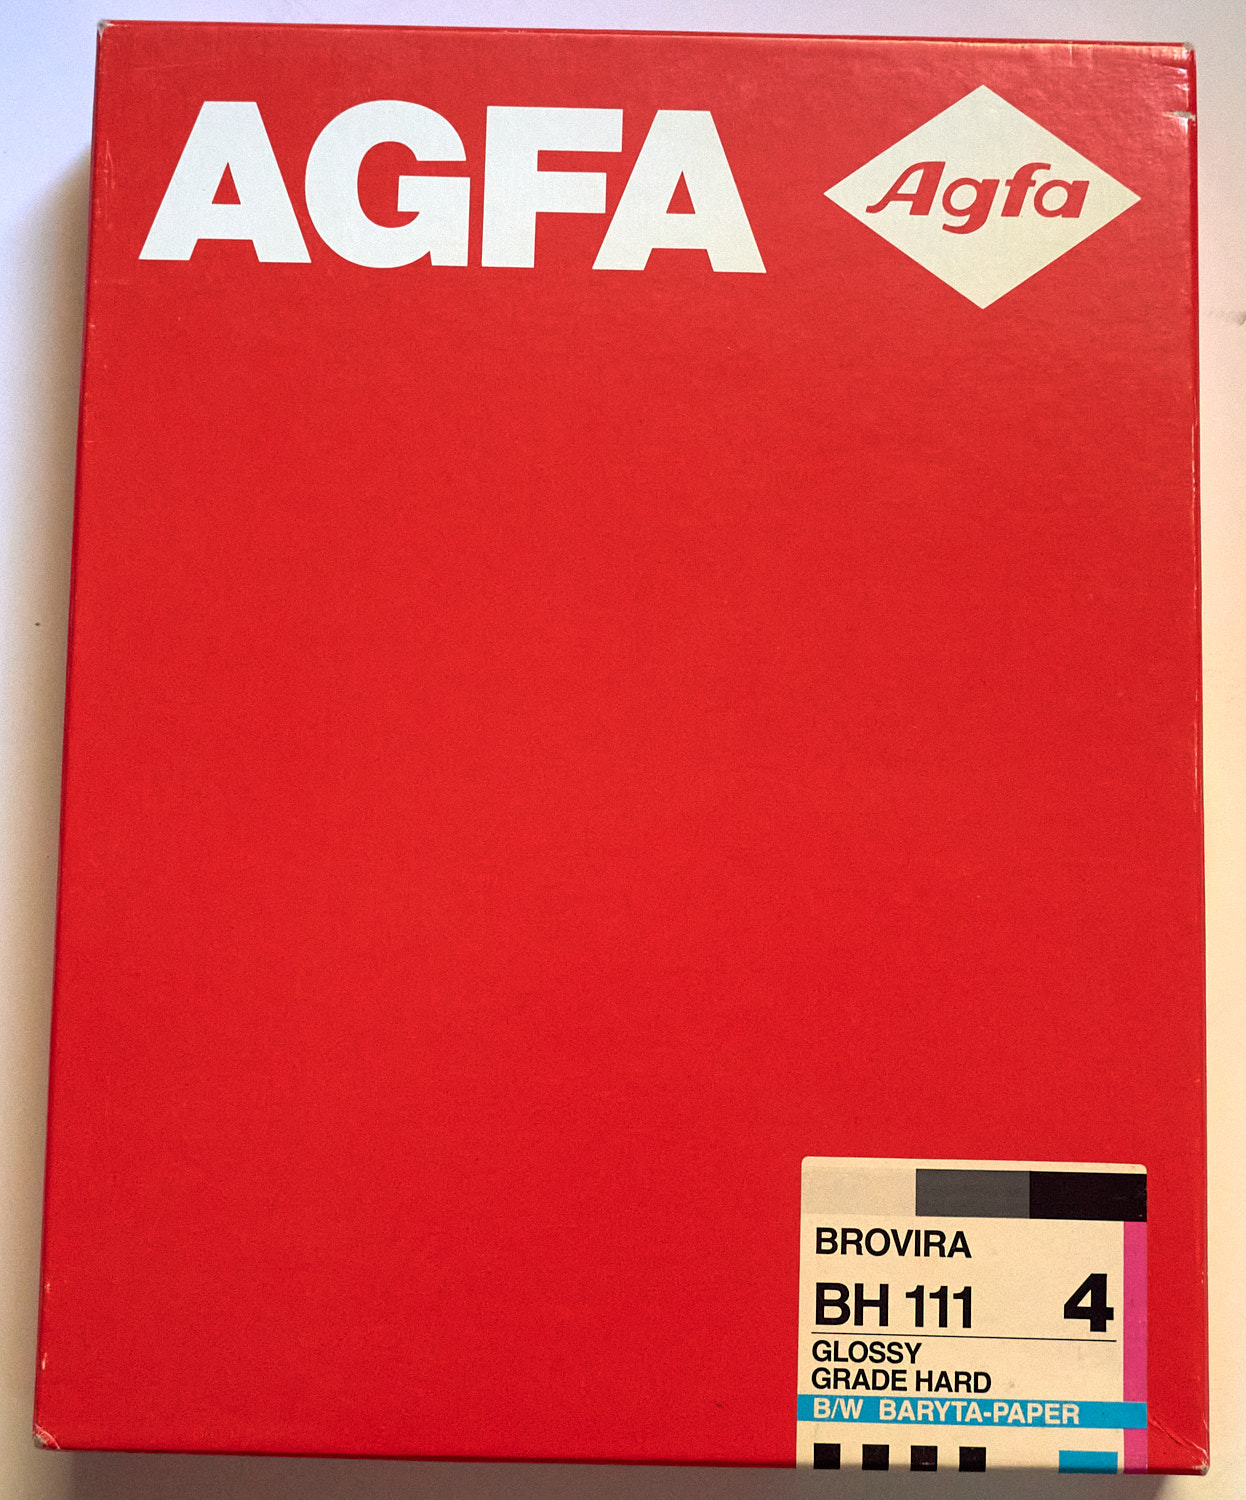 AGFA
Agfa
BROVIRA
BH 111 4
GLOSSY
GRADE HARD
B/W BARYTA-PAPER